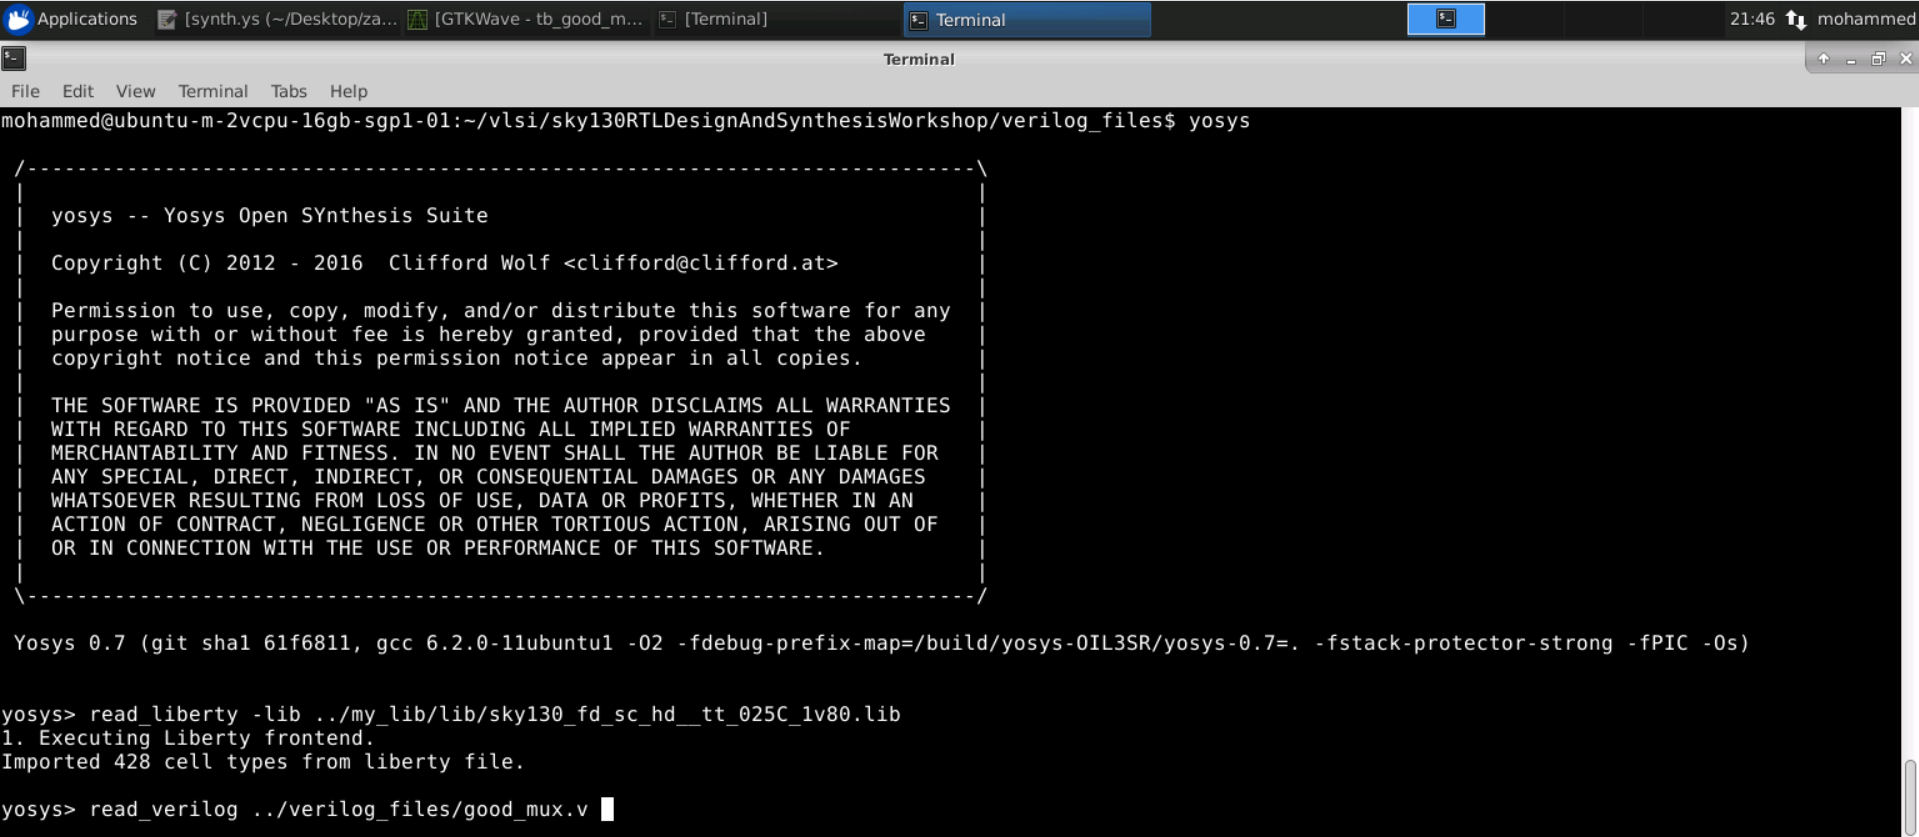 Applications [synth.ys (~/Desktop/za... [GTKWave - tb_good_m... [Terminal] Terminal 21:46 mohammed
Terminal
File Edit View Terminal Tabs Help
mohammed@ubuntu-m-2vcpu-16gb-sgp1-01:~/vlsi/sky130RTLDesignAndSynthesisWorkshop/verilog_files$ yosys
/----------------------------------------------------------------------------\
|                                                                            |
|  yosys -- Yosys Open SYnthesis Suite                                       |
|                                                                            |
|  Copyright (C) 2012 - 2016  Clifford Wolf <clifford@clifford.at>           |
|                                                                            |
|  Permission to use, copy, modify, and/or distribute this software for any  |
|  purpose with or without fee is hereby granted, provided that the above    |
|  copyright notice and this permission notice appear in all copies.         |
|                                                                            |
|  THE SOFTWARE IS PROVIDED "AS IS" AND THE AUTHOR DISCLAIMS ALL WARRANTIES  |
|  WITH REGARD TO THIS SOFTWARE INCLUDING ALL IMPLIED WARRANTIES OF          |
|  MERCHANTABILITY AND FITNESS. IN NO EVENT SHALL THE AUTHOR BE LIABLE FOR   |
|  ANY SPECIAL, DIRECT, INDIRECT, OR CONSEQUENTIAL DAMAGES OR ANY DAMAGES    |
|  WHATSOEVER RESULTING FROM LOSS OF USE, DATA OR PROFITS, WHETHER IN AN     |
|  ACTION OF CONTRACT, NEGLIGENCE OR OTHER TORTIOUS ACTION, ARISING OUT OF   |
|  OR IN CONNECTION WITH THE USE OR PERFORMANCE OF THIS SOFTWARE.            |
|                                                                            |
\----------------------------------------------------------------------------/
Yosys 0.7 (git sha1 61f6811, gcc 6.2.0-11ubuntu1 -O2 -fdebug-prefix-map=/build/yosys-OIL3SR/yosys-0.7=. -fstack-protector-strong -fPIC -Os)
yosys> read_liberty -lib ../my_lib/lib/sky130_fd_sc_hd__tt_025C_1v80.lib
1. Executing Liberty frontend.
Imported 428 cell types from liberty file.
yosys> read_verilog ../verilog_files/good_mux.v